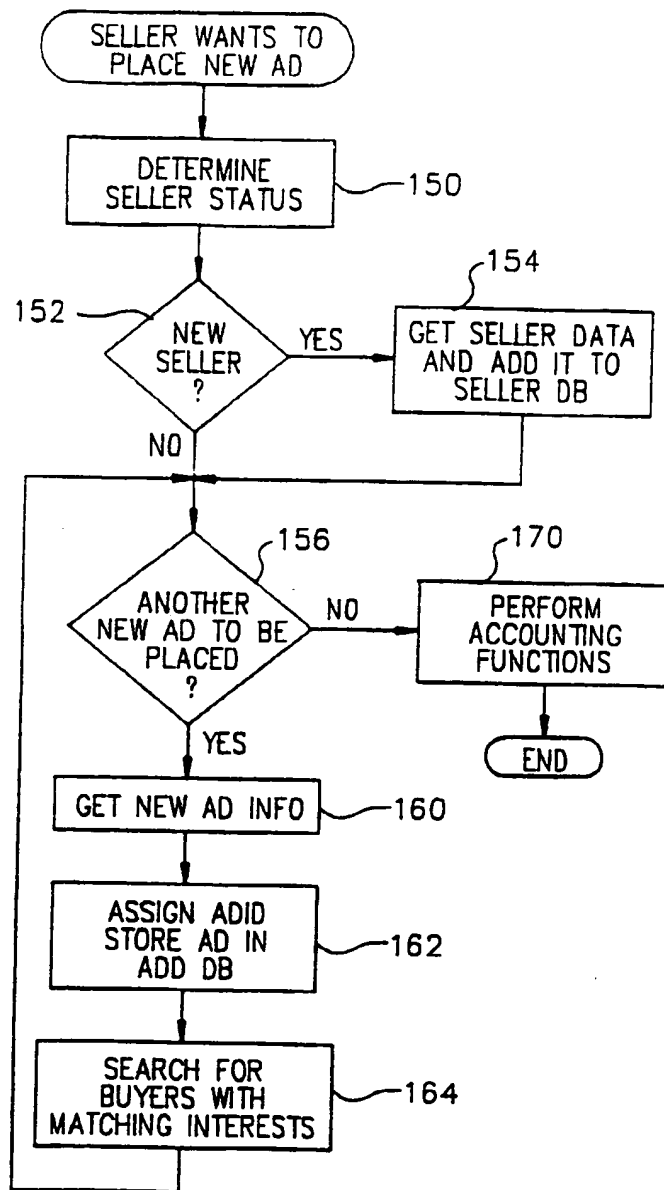 SELLER WANTS TO
PLACE NEW AD
DETERMINE
SELLER STATUS
150
152
NEW
SELLER
?
YES
154
GET SELLER DATA
AND ADD IT TO
SELLER DB
NO
156
ANOTHER
NEW AD TO BE
PLACED
?
NO
170
PERFORM
ACCOUNTING
FUNCTIONS
YES
END
GET NEW AD INFO
160
ASSIGN ADID
STORE AD IN
ADD DB
162
SEARCH FOR
BUYERS WITH
MATCHING INTERESTS
164